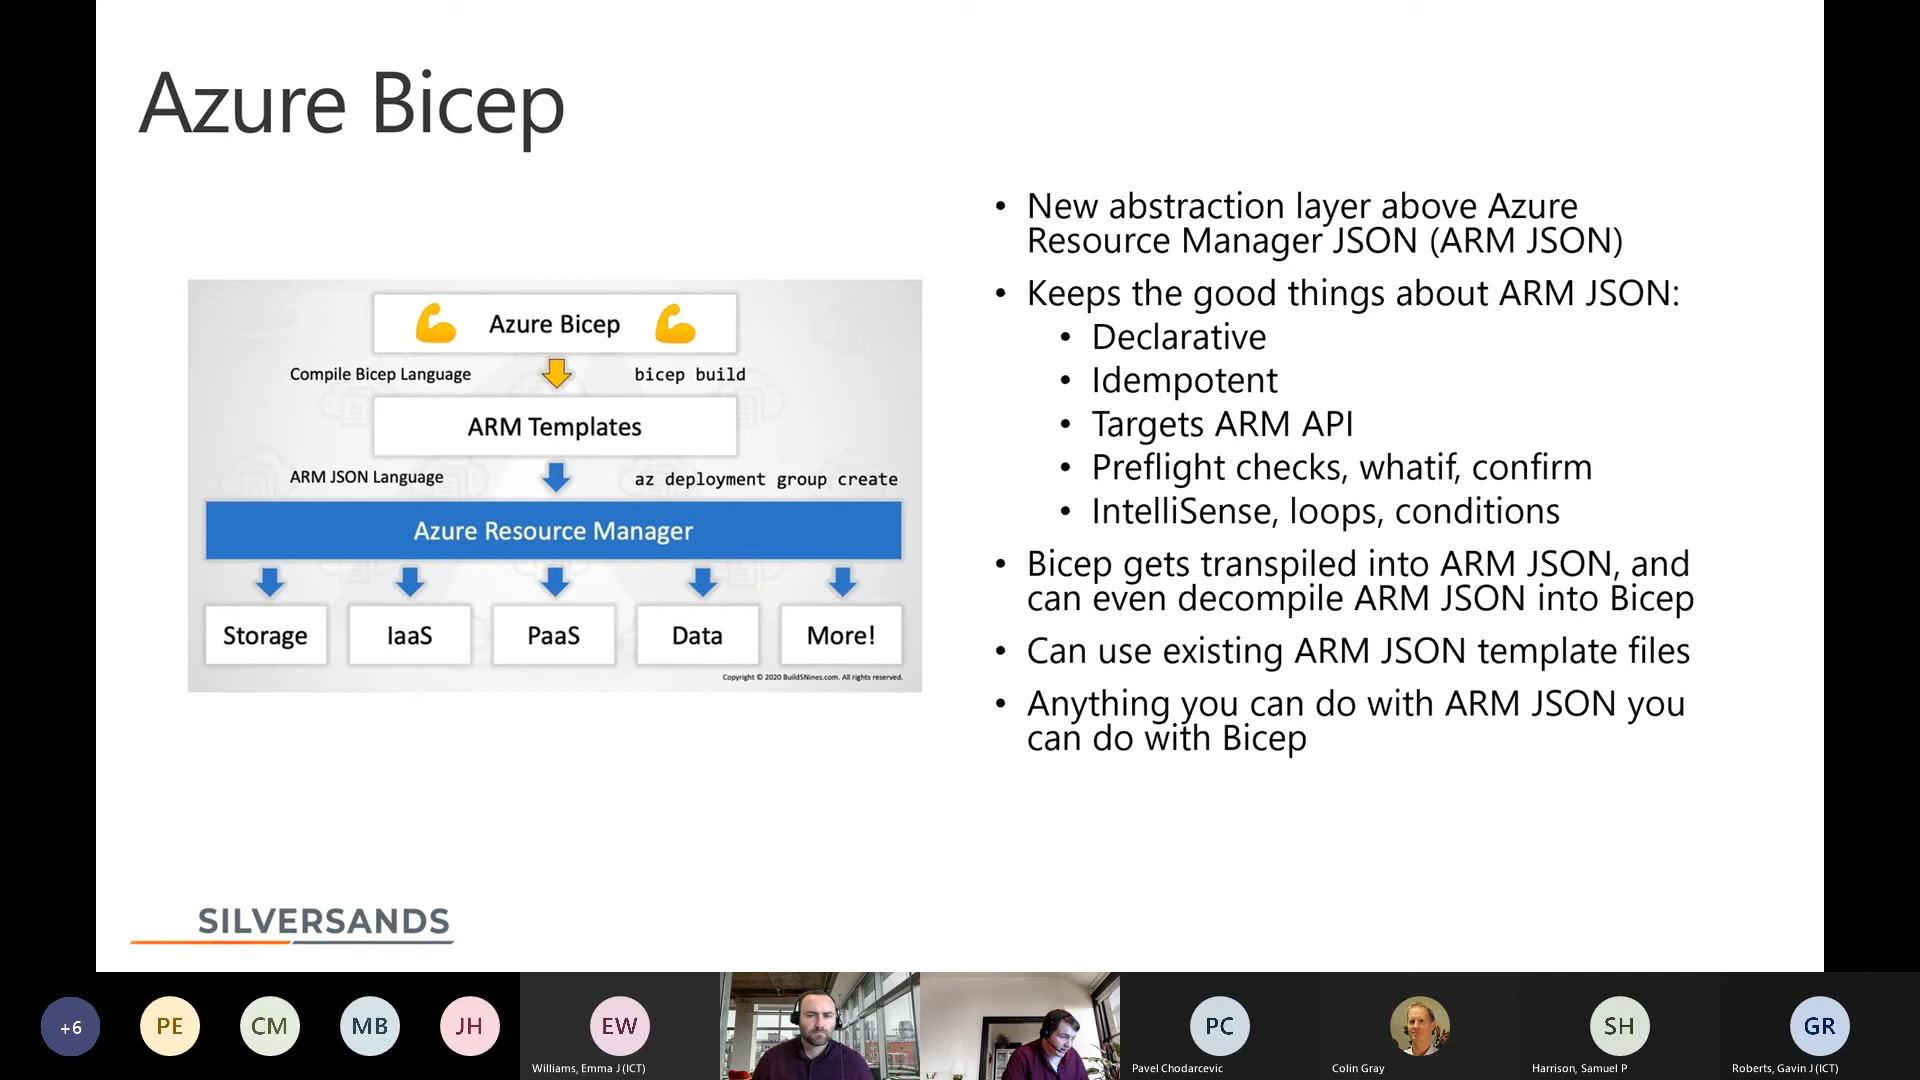 Azure Bicep
Azure Bicep
Compile Bicep Language
bicep build
ARM Templates
ARM JSON Language
az deployment group create
Azure Resource Manager
Storage
IaaS
PaaS
Data
More!
Copyright © 2020 Build5Nines.com. All rights reserved.
• New abstraction layer above Azure
Resource Manager JSON (ARM JSON)
• Keeps the good things about ARM JSON:
• Declarative
• Idempotent
• Targets ARM API
• Preflight checks, whatif, confirm
• IntelliSense, loops, conditions
• Bicep gets transpiled into ARM JSON, and
can even decompile ARM JSON into Bicep
• Can use existing ARM JSON template files
• Anything you can do with ARM JSON you
can do with Bicep
SILVERSANDS
+6
PE
CM
MB
JH
EW
Williams, Emma J (ICT)
PC
Pavel Chodarcevic
Colin Gray
SH
Harrison, Samuel P
GR
Roberts, Gavin J (ICT)